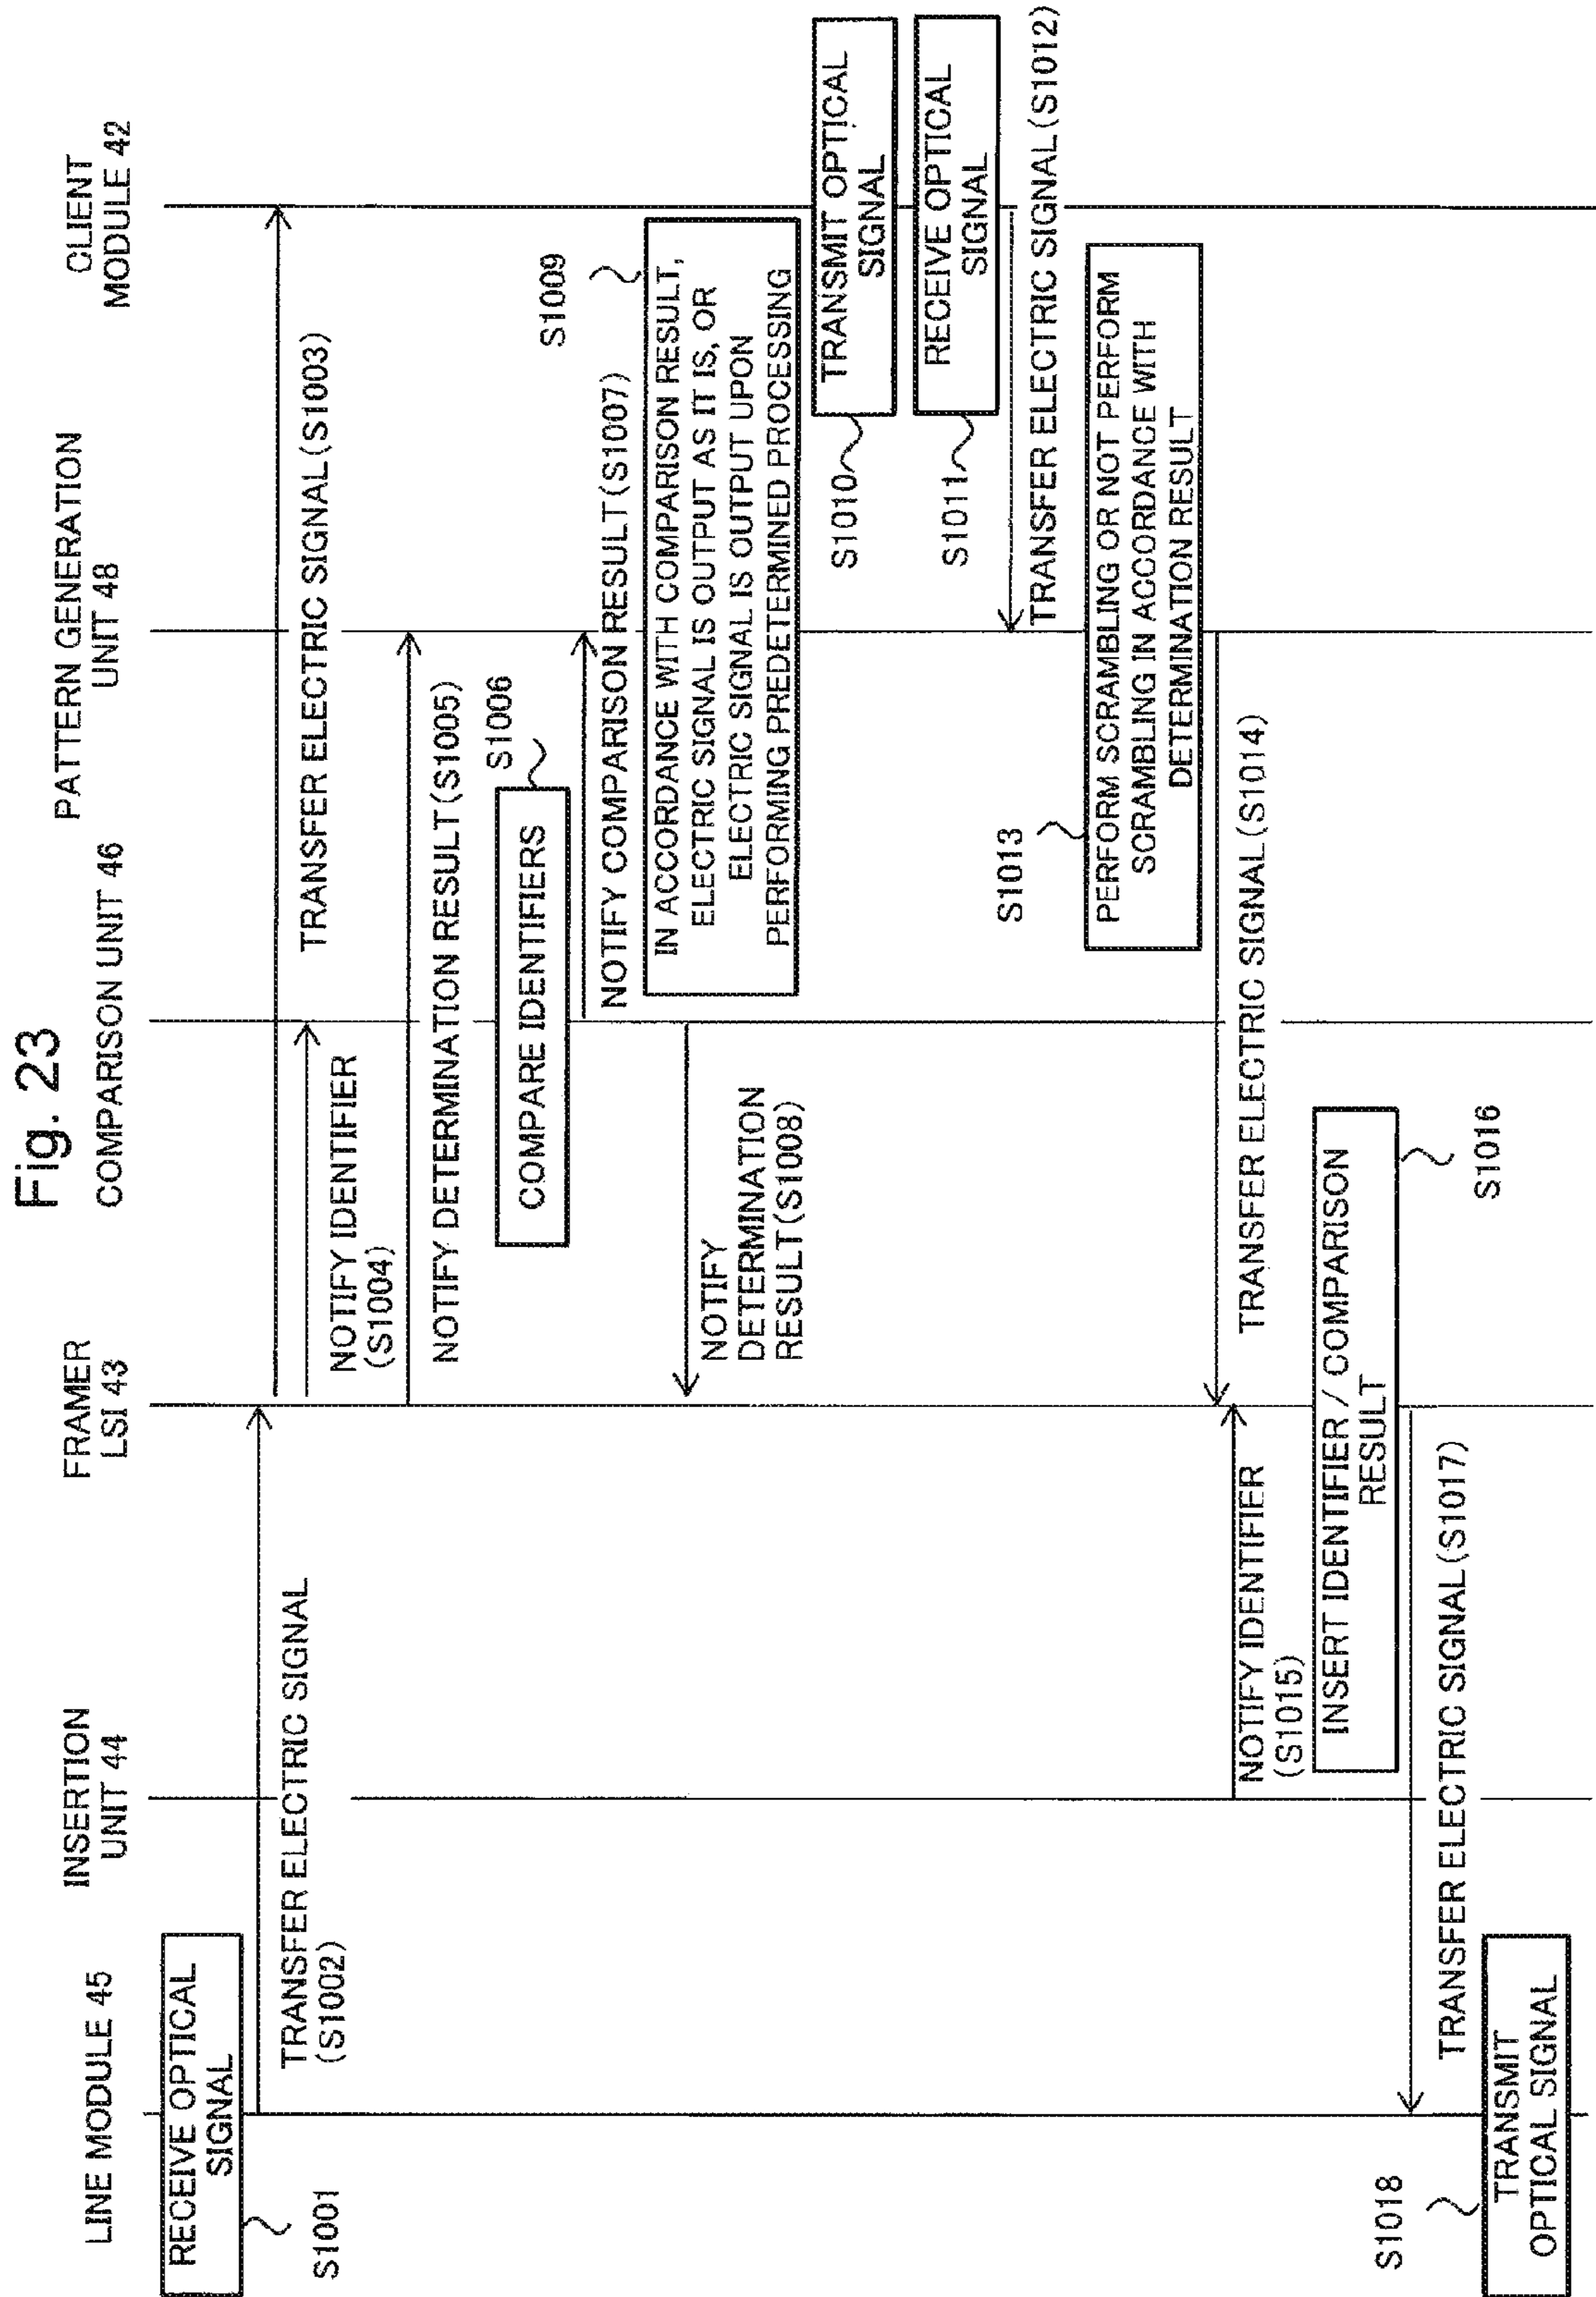 Fig. 23
LINE MODULE 45
INSERTION
UNIT 44
FRAMER
LSI 43
COMPARISON UNIT 46
PATTERN GENERATION
UNIT 48
CLIENT
MODULE 42
RECEIVE OPTICAL
SIGNAL
S1001
TRANSFER ELECTRIC SIGNAL
(S1002)
TRANSFER ELECTRIC SIGNAL(S1003)
NOTIFY IDENTIFIER
(S1004)
NOTIFY DETERMINATION RESULT(S1005)
COMPARE IDENTIFIERS
S1006
NOTIFY COMPARISON RESULT(S1007)
NOTIFY
DETERMINATION
RESULT(S1008)
S1009
IN ACCORDANCE WITH COMPARISON RESULT,
ELECTRIC SIGNAL IS OUTPUT AS IT IS, OR
ELECTRIC SIGNAL IS OUTPUT UPON
PERFORMING PREDETERMINED PROCESSING
S1010
TRANSMIT OPTICAL
SIGNAL
S1011
RECEIVE OPTICAL
SIGNAL
TRANSFER ELECTRIC SIGNAL(S1012)
S1013
PERFORM SCRAMBLING OR NOT PERFORM
SCRAMBLING IN ACCORDANCE WITH
DETERMINATION RESULT
TRANSFER ELECTRIC SIGNAL(S1014)
NOTIFY IDENTIFIER
(S1015)
INSERT IDENTIFIER / COMPARISON
RESULT
S1016
TRANSFER ELECTRIC SIGNAL(S1017)
S1018
TRANSMIT
OPTICAL SIGNAL